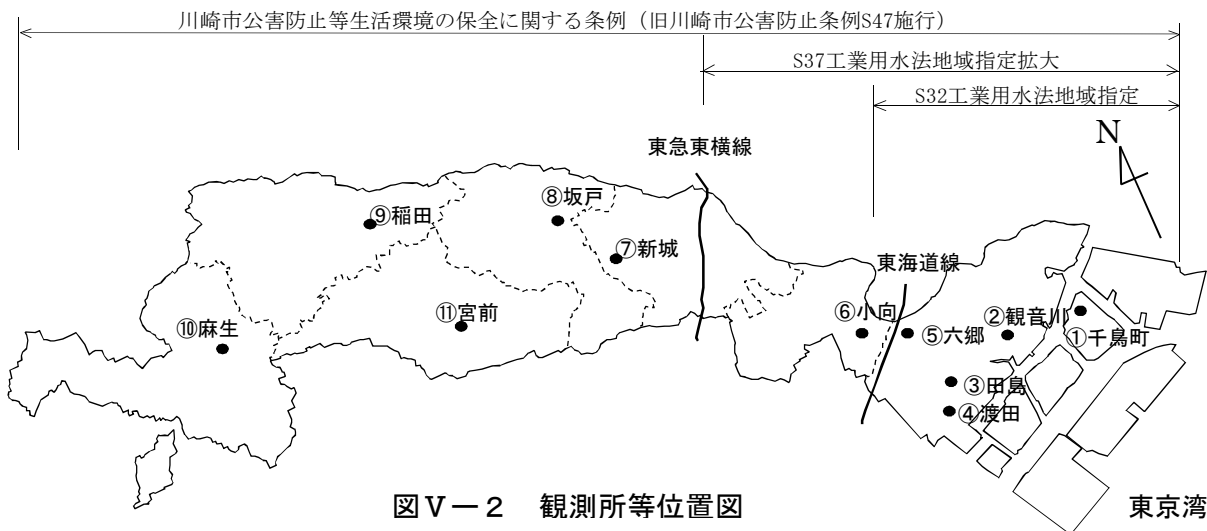 川崎市公害防止等生活環境の保全に関する条例（旧川崎市公害防止条例S47施行）
S37工業用水法地域指定拡大
S32工業用水法地域指定
N
東急東横線
⑧坂戸
⑨稲田
⑦新城
東海道線
⑥小向
②観音川
⑩麻生
⑪宮前
⑤六郷
①千鳥町
③田島
④渡田
図Ⅴ－２ 観測所等位置図
東京湾